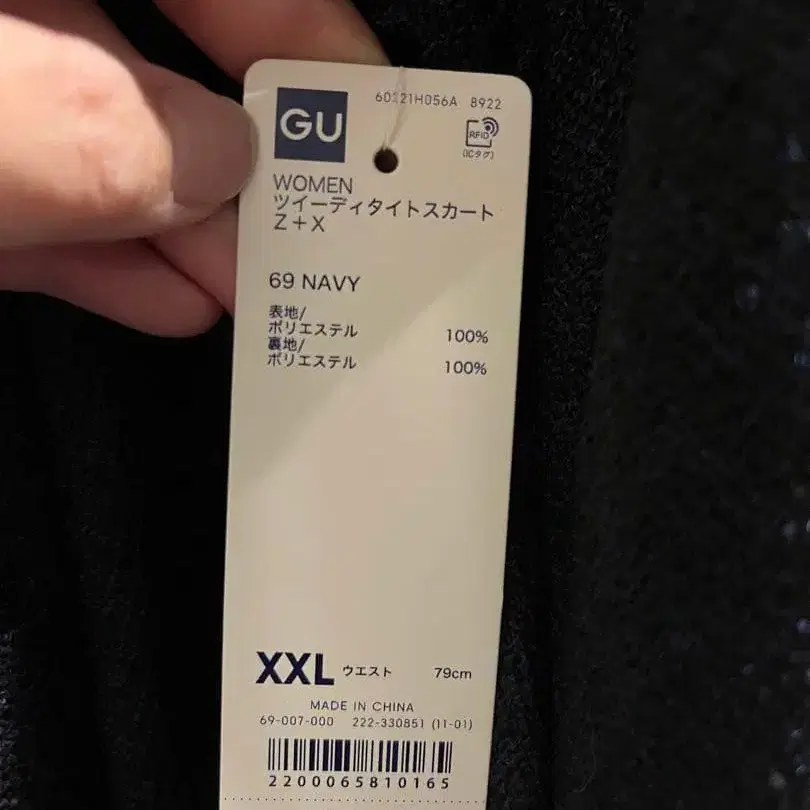 GU
60321H056A 8922
RFID
(ICタグ)
WOMEN
ツイーディタイトスカート
Z+X
69 NAVY
表地/
ポリエステル 100%
裏地/
ポリエステル 100%
XXL ウエスト 79cm
MADE IN CHINA
69-007-000 222-330851 (11-01)
2200065810165